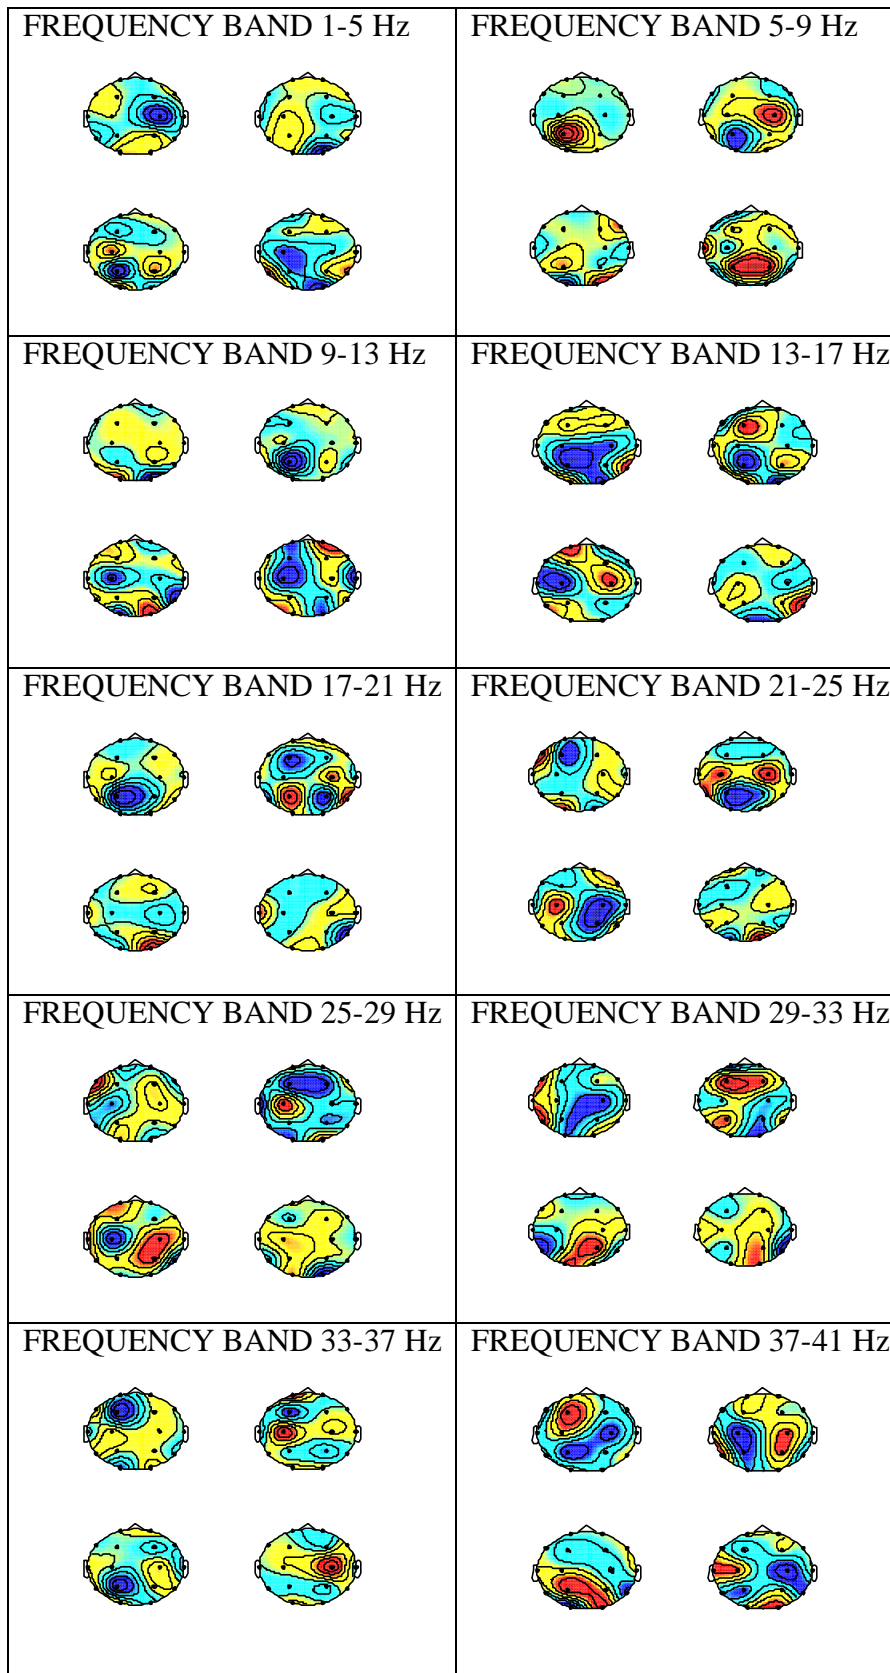 FREQUENCY BAND 1-5 Hz
FREQUENCY BAND 5-9 Hz
FREQUENCY BAND 9-13 Hz
FREQUENCY BAND 13-17 Hz
FREQUENCY BAND 17-21 Hz
FREQUENCY BAND 21-25 Hz
FREQUENCY BAND 25-29 Hz
FREQUENCY BAND 29-33 Hz
FREQUENCY BAND 33-37 Hz
FREQUENCY BAND 37-41 Hz